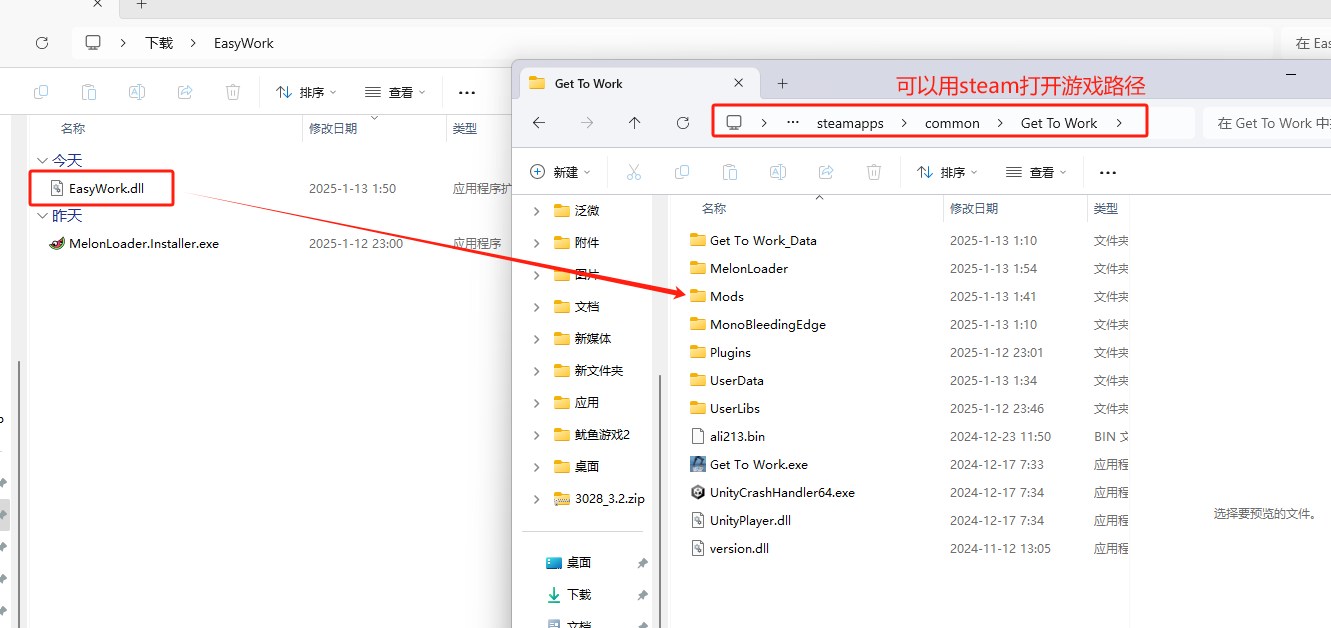 下载 EasyWork
在 Eas
排序 查看
名称 修改日期 类型
今天
EasyWork.dll 2025-1-13 1:50 应用程序扩
昨天
MelonLoader.Installer.exe 2025-1-12 23:00 应用程序
Get To Work
可以用steam打开游戏路径
steamapps common Get To Work
在 Get To Work 中
新建 排序 查看
泛微
附件
图片
文档
新媒体
新文件夹
应用
鱿鱼游戏2
桌面
3028_3.2.zip
桌面
下载
文档
名称 修改日期 类型
Get To Work_Data 2025-1-13 1:10 文件夹
MelonLoader 2025-1-13 1:54 文件夹
Mods 2025-1-13 1:41 文件夹
MonoBleedingEdge 2025-1-13 1:10 文件夹
Plugins 2025-1-12 23:01 文件夹
UserData 2025-1-13 1:34 文件夹
UserLibs 2025-1-12 23:46 文件夹
ali213.bin 2024-12-23 11:50 BIN 文
Get To Work.exe 2024-12-17 7:33 应用程
UnityCrashHandler64.exe 2024-12-17 7:34 应用程
UnityPlayer.dll 2024-12-17 7:34 应用程
version.dll 2024-11-12 13:05 应用程
选择要预览的文件。